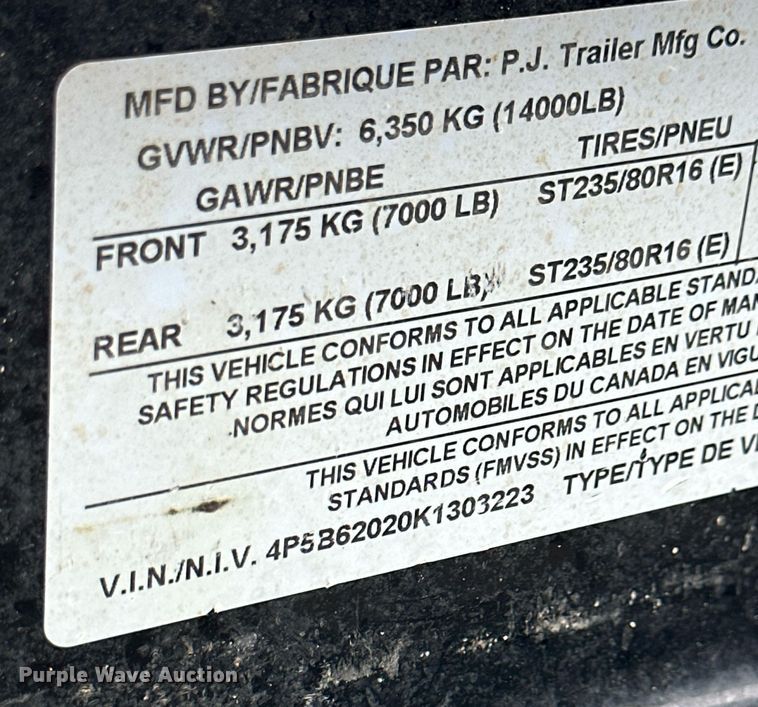 MFD BY/FABRIQUE PAR: P.J. Trailer Mfg Co.
GVWR/PNBV: 6,350 KG (14000LB)
GAWR/PNBE TIRES/PNEU
FRONT 3,175 KG (7000 LB) ST235/80R16 (E)
REAR 3,175 KG (7000 LB) ST235/80R16 (E)
THIS VEHICLE CONFORMS TO ALL APPLICABLE STANDA
SAFETY REGULATIONS IN EFFECT ON THE DATE OF MAN
NORMES QUI LUI SONT APPLICABLES EN VERTU
AUTOMOBILES DU CANADA EN VIGU
THIS VEHICLE CONFORMS TO ALL APPLICAB
STANDARDS (FMVSS) IN EFFECT ON THE D
V.I.N./N.I.V. 4P5B62020K1303223 TYPE/TYPE DE VE
Purple Wave Auction